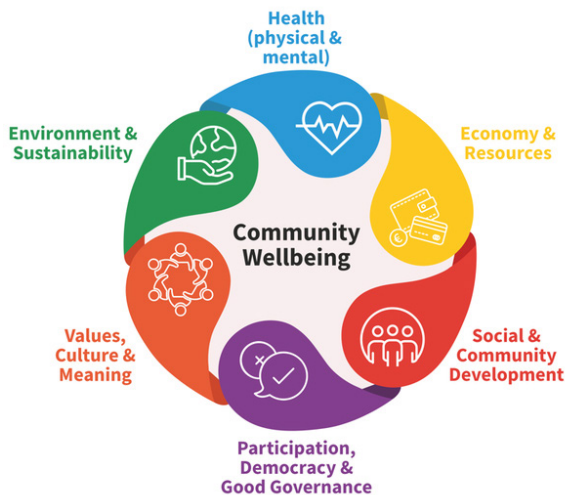 Health
(physical &
mental)
Environment &
Sustainability
Economy &
Resources
Community
Wellbeing
Values,
Culture &
Meaning
Social &
Community
Development
Participation,
Democracy &
Good Governance